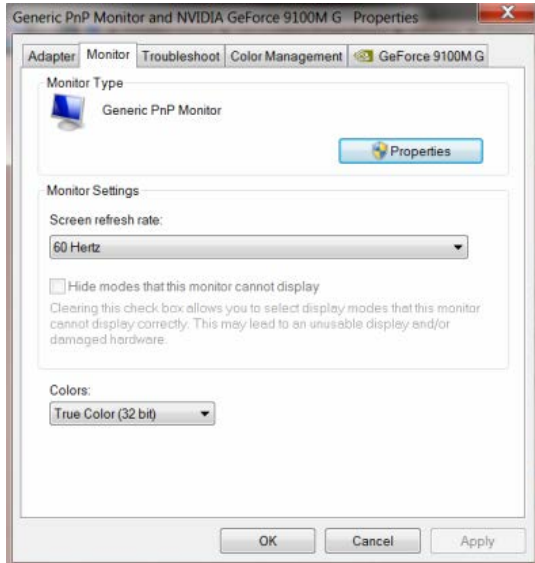 Generic PnP Monitor and NVIDIA GeForce 9100M G Properties
X
Adapter Monitor Troubleshoot Color Management GeForce 9100M G
Monitor Type
Generic PnP Monitor
Properties
Monitor Settings
Screen refresh rate:
60 Hertz
Hide modes that this monitor cannot display
Clearing this check box allows you to select display modes that this monitor
cannot display correctly. This may lead to an unusable display and/or
damaged hardware.
Colors:
True Color (32 bit)
OK Cancel Apply